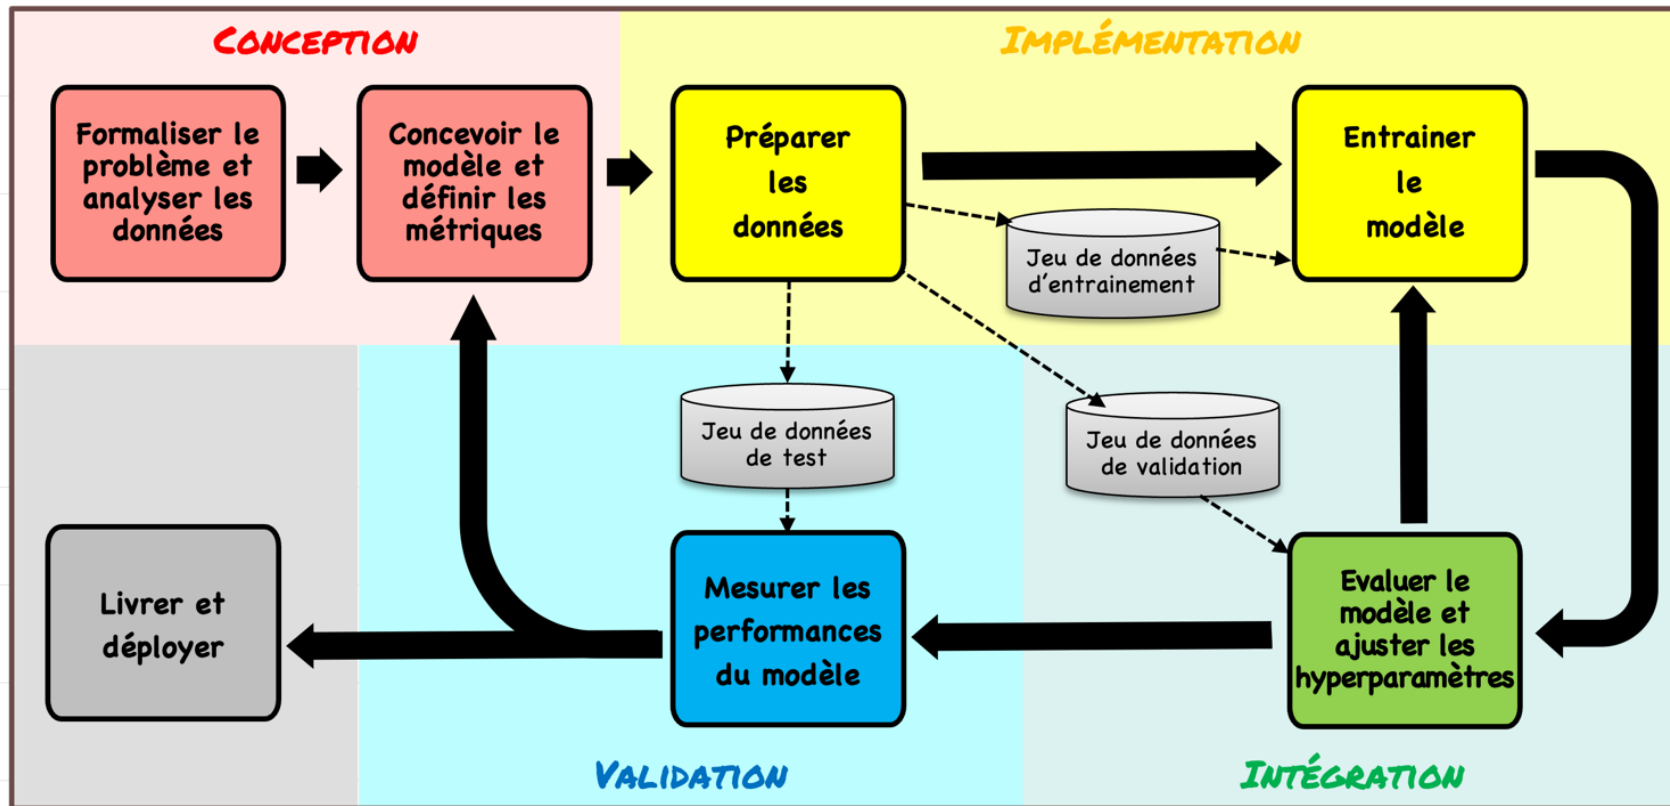 CONCEPTION
IMPLÉMENTATION
Formaliser le
problème et
analyser les
données
Concevoir le
modèle et
définir les
métriques
Préparer
les
données
Entrainer
le
modèle
Jeu de données
d'entrainement
Jeu de données
de test
Jeu de données
de validation
Livrer et
déployer
Mesurer les
performances
du modèle
Evaluer le
modèle et
ajuster les
hyperparamètres
VALIDATION
INTÉGRATION